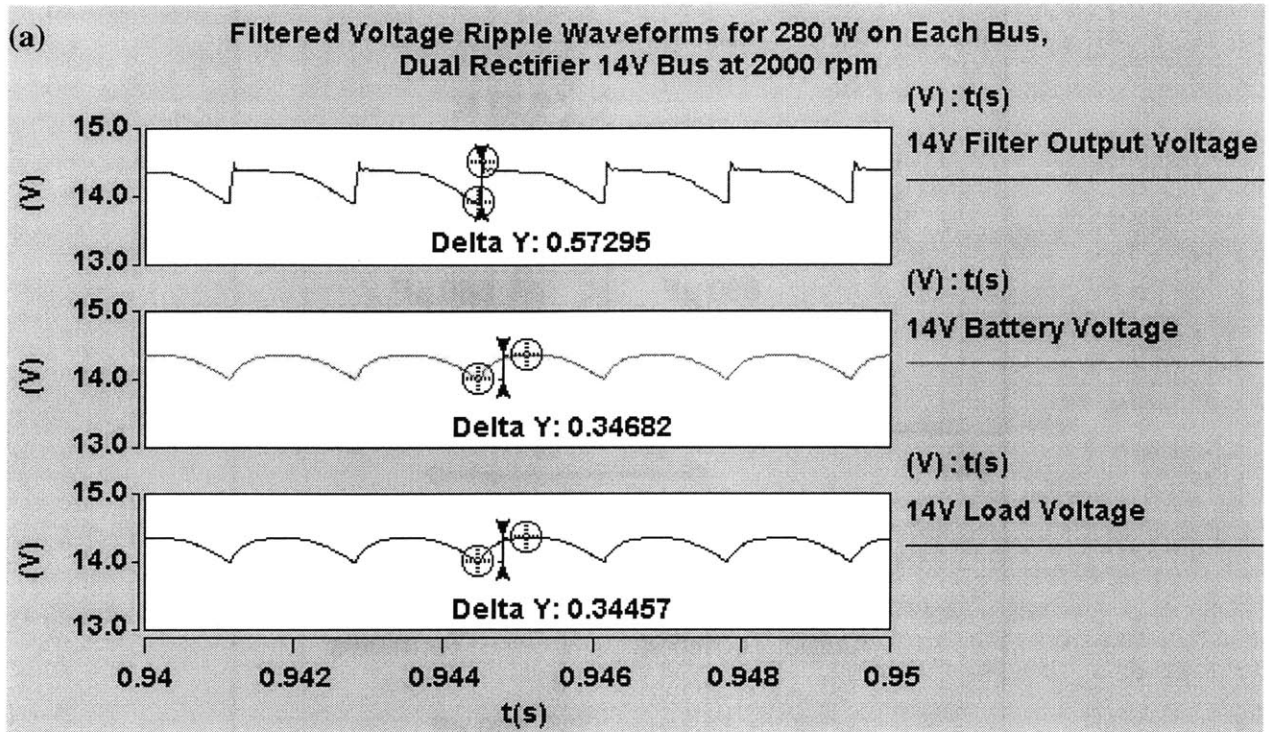 (a)
Filtered Voltage Ripple Waveforms for 280 W on Each Bus,
Dual Rectifier 14V Bus at 2000 rpm
(V) : t(s)
14V Filter Output Voltage
15.0
14.0
13.0
(V)
Delta Y: 0.57295
(V) : t(s)
14V Battery Voltage
15.0
14.0
13.0
(V)
Delta Y: 0.34682
(V) : t(s)
14V Load Voltage
15.0
14.0
13.0
(V)
Delta Y: 0.34457
0.94 0.942 0.944 0.946 0.948 0.95
t(s)